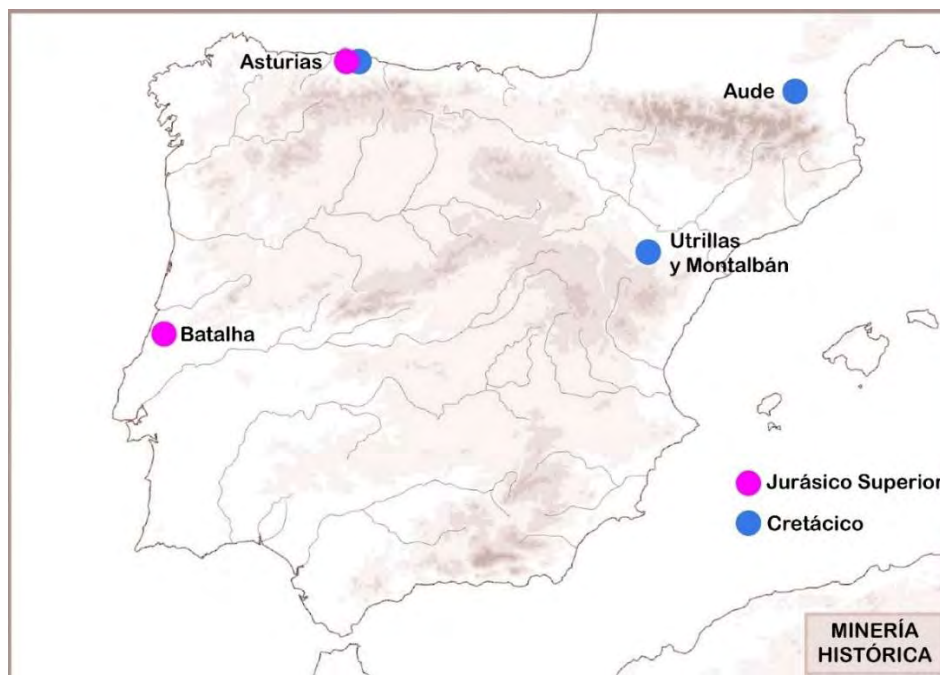 Asturias
Aude
Utrillas
y Montalbán
Batalha
Jurásico Superior
Cretácico
MINERÍA
HISTÓRICA